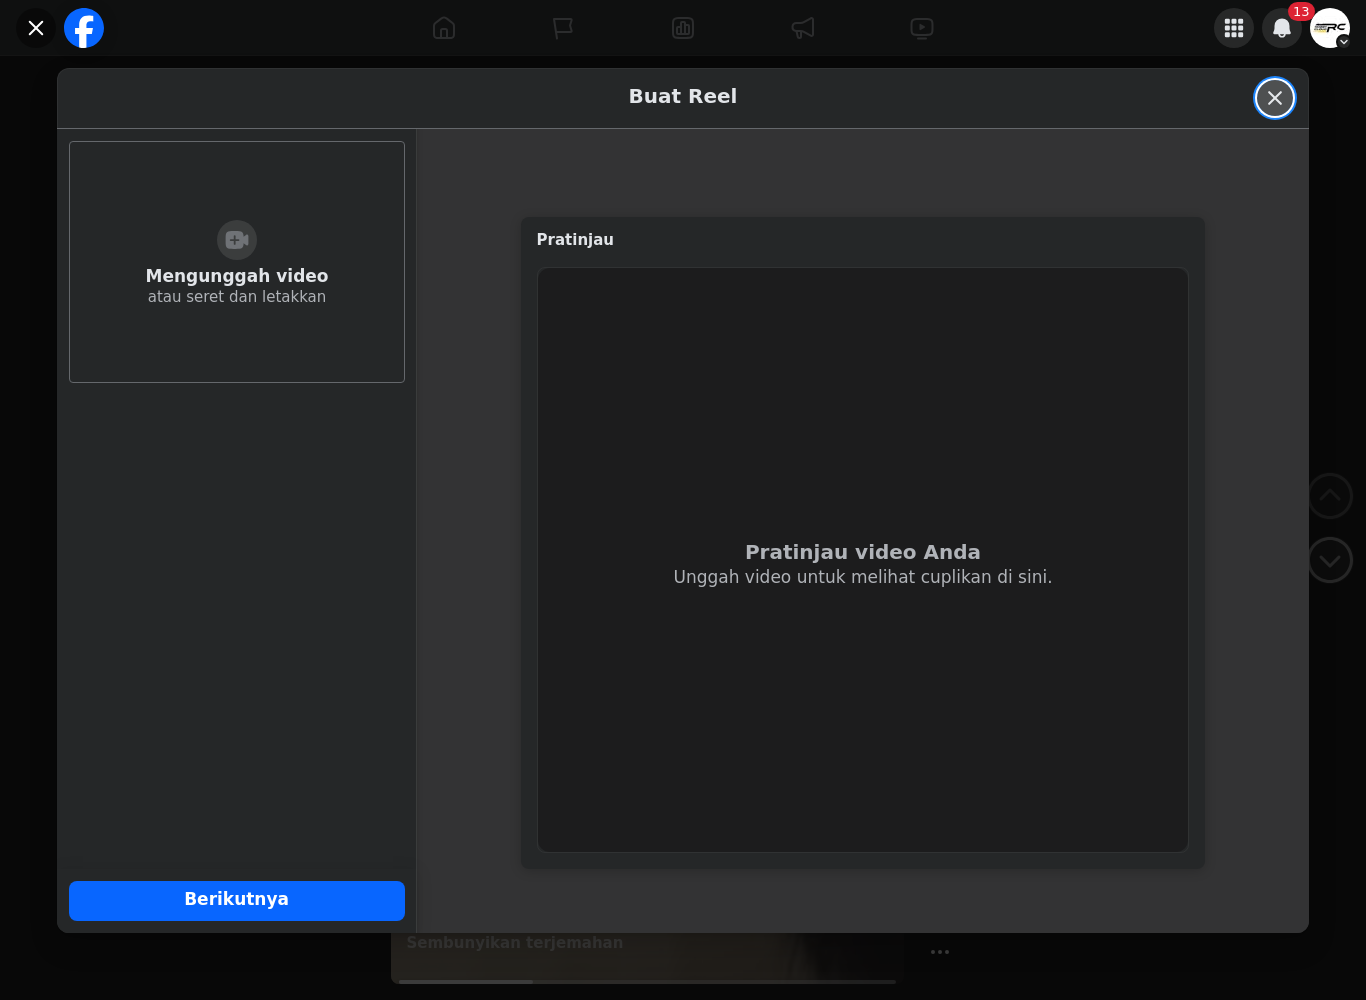 13
Buat Reel
Mengunggah video
atau seret dan letakkan
Pratinjau
Pratinjau video Anda
Unggah video untuk melihat cuplikan di sini.
Berikutnya
Sembunyikan terjemahan